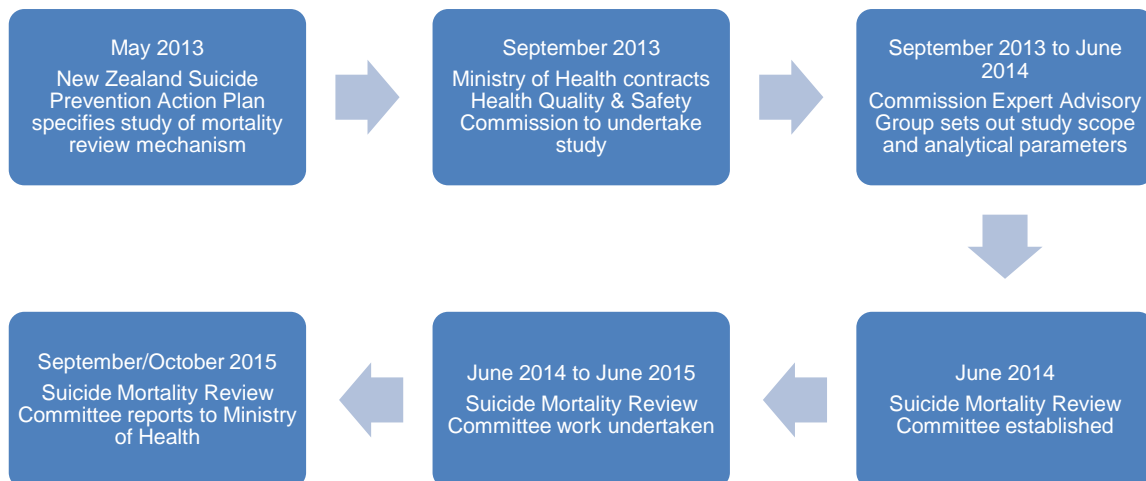 May 2013
New Zealand Suicide
Prevention Action Plan
specifies study of mortality
review mechanism
September 2013
Ministry of Health contracts
Health Quality & Safety
Commission to undertake
study
September 2013 to June
2014
Commission Expert Advisory
Group sets out study scope
and analytical parameters
June 2014
Suicide Mortality Review
Committee established
June 2014 to June 2015
Suicide Mortality Review
Committee work undertaken
September/October 2015
Suicide Mortality Review
Committee reports to Ministry
of Health